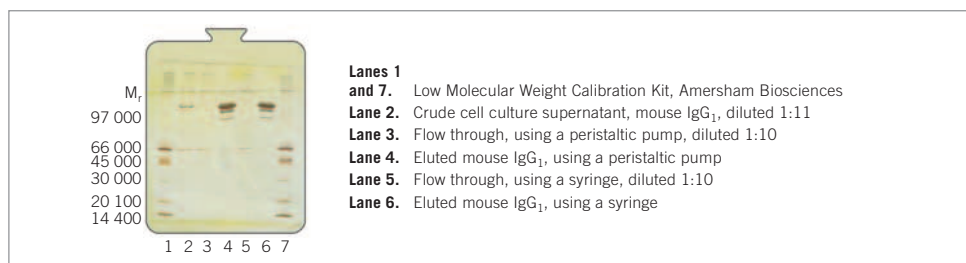 Mr
97 000
66 000
45 000
30 000
20 100
14 400
1 2 3 4 5 6 7
Lanes 1
and 7. Low Molecular Weight Calibration Kit, Amersham Biosciences
Lane 2. Crude cell culture supernatant, mouse IgG1, diluted 1:11
Lane 3. Flow through, using a peristaltic pump, diluted 1:10
Lane 4. Eluted mouse IgG1, using a peristaltic pump
Lane 5. Flow through, using a syringe, diluted 1:10
Lane 6. Eluted mouse IgG1, using a syringe